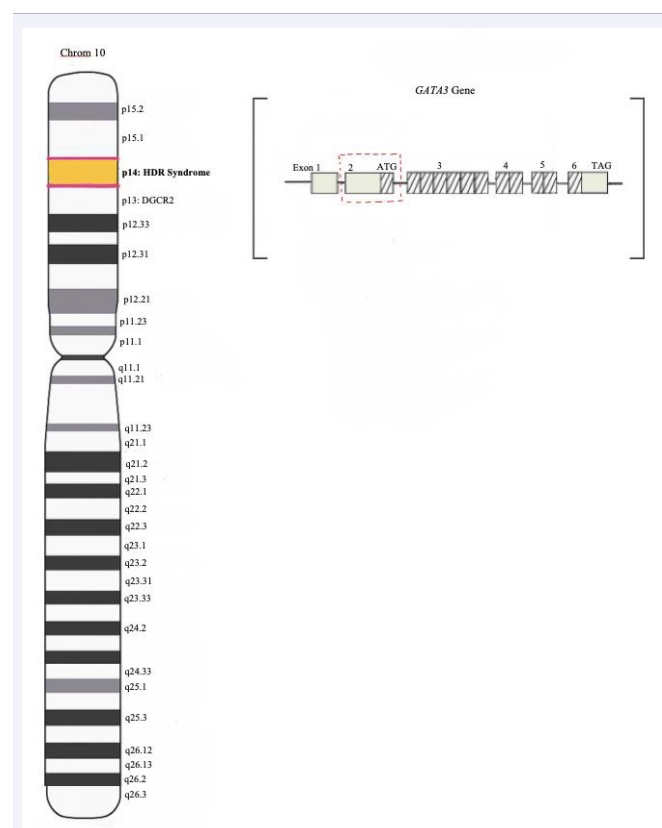 Chrom 10
p15.2
p15.1
p14: HDR Syndrome
p13: DGCR2
p12.33
p12.31
p12.21
p11.23
p11.1
q11.1
q11.21
q11.23
q21.1
q21.2
q21.3
q22.1
q22.2
q22.3
q23.1
q23.2
q23.31
q23.33
q24.2
q24.33
q25.1
q25.3
q26.12
q26.13
q26.2
q26.3
GATA3 Gene
Exon 1 2 ATG 3 4 5 6 TAG